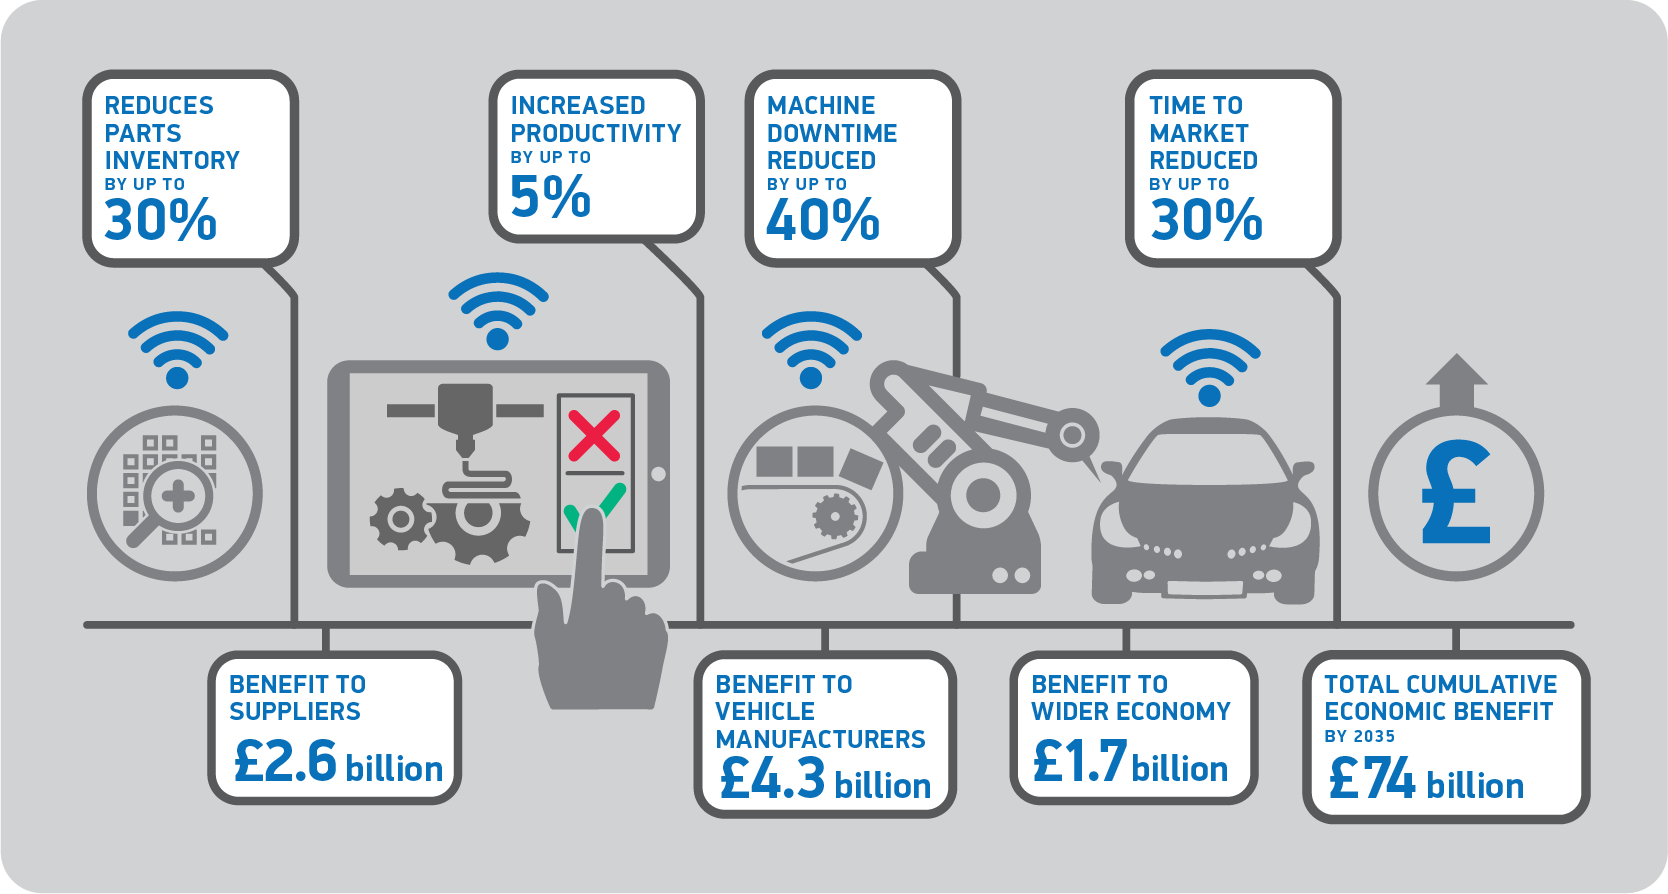 REDUCES
PARTS
INVENTORY
BY UP TO
30%
INCREASED
PRODUCTIVITY
BY UP TO
5%
MACHINE
DOWNTIME
REDUCED
BY UP TO
40%
TIME TO
MARKET
REDUCED
BY UP TO
30%
£
BENEFIT TO
SUPPLIERS
£2.6 billion
BENEFIT TO
VEHICLE
MANUFACTURERS
£4.3 billion
BENEFIT TO
WIDER ECONOMY
£1.7 billion
TOTAL CUMULATIVE
ECONOMIC BENEFIT
BY 2035
£74 billion